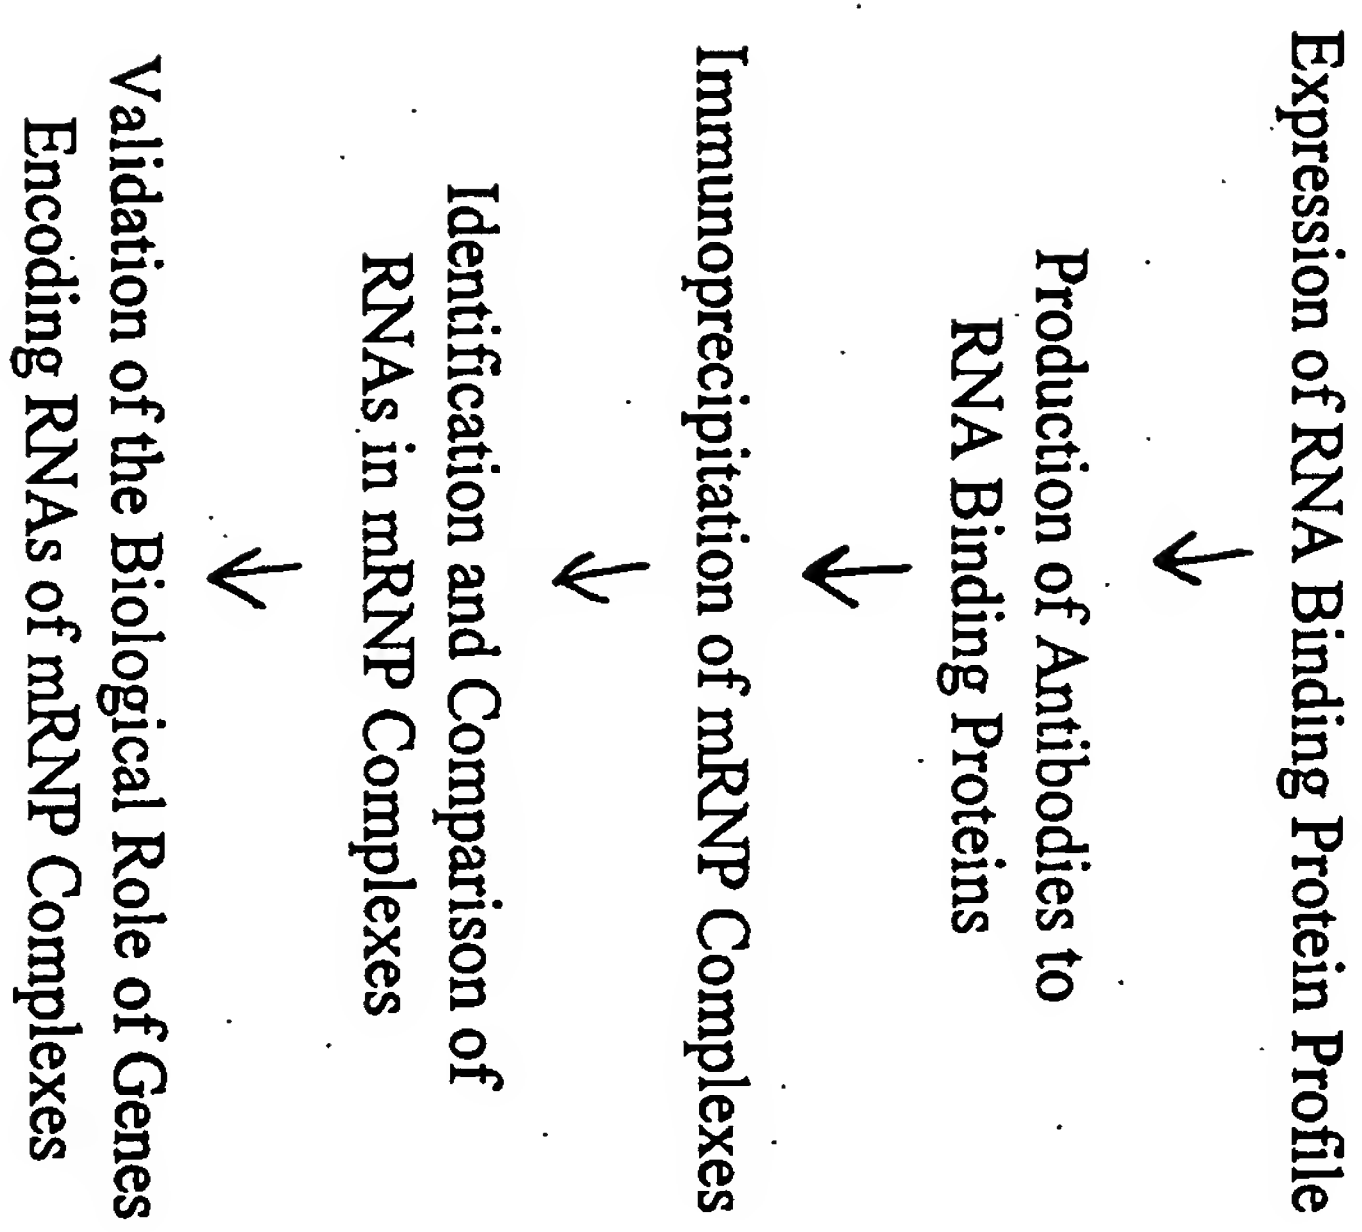 Expression of RNA Binding Protein Profile
Production of Antibodies to
RNA Binding Proteins
Immunoprecipitation of mRNP Complexes
Identification and Comparison of
RNAs in mRNP Complexes
Validation of the Biological Role of Genes
Encoding RNAs of mRNP Complexes